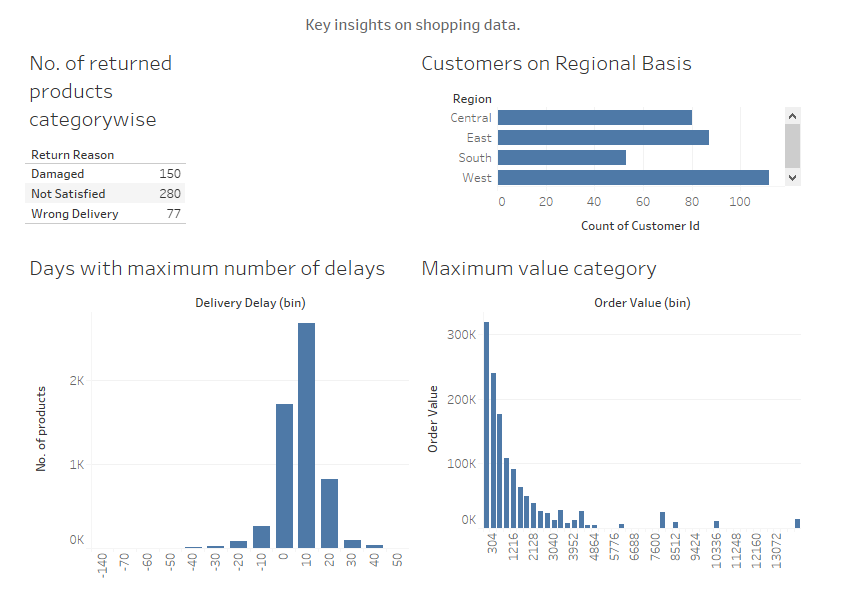 Key insights on shopping data.
No. of returned
products
categorywise
Return Reason
Damaged 150
Not Satisfied 280
Wrong Delivery 77
Customers on Regional Basis
Region
Central
East
South
West
0 20 40 60 80 100
Count of Customer Id
Days with maximum number of delays
Delivery Delay (bin)
No. of products
2K
1K
0K
-140 -70 -60 -50 -40 -30 -20 -10 0 10 20 30 40 50
Maximum value category
Order Value (bin)
Order Value
300K
200K
100K
0K
304 1216 2128 3040 3952 4864 5776 6688 7600 8512 9424 10336 11248 12160 13072